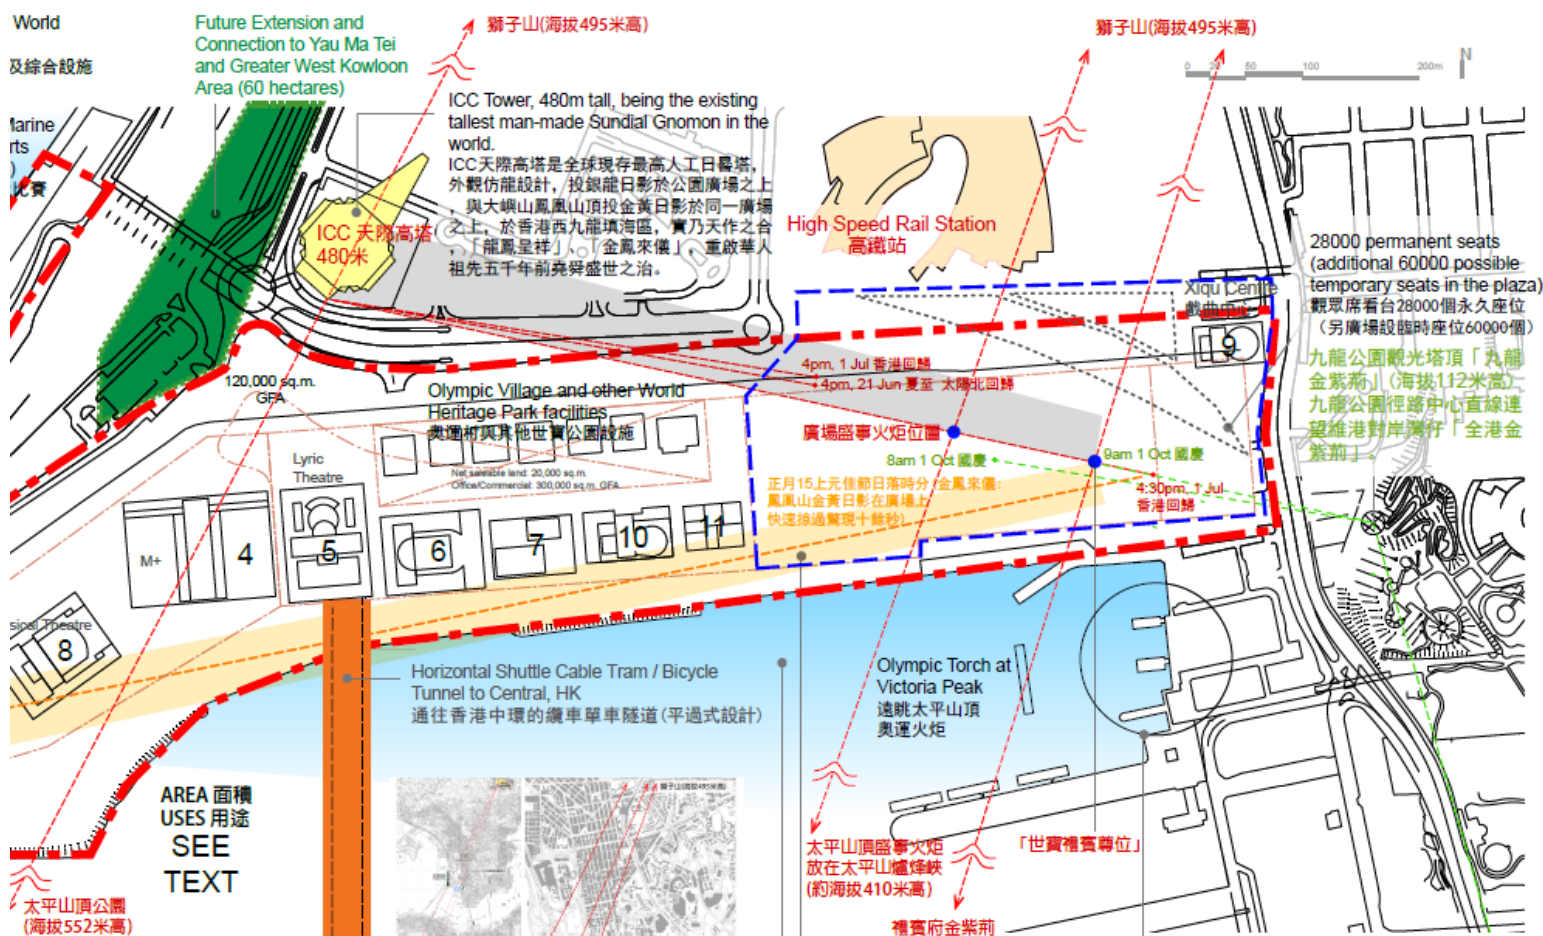 World
及綜合設施
Marine
rts
)
比賽
Future Extension and
Connection to Yau Ma Tei
and Greater West Kowloon
Area (60 hectares)
獅子山(海拔495米高)
獅子山(海拔495米高)
0 25 50 100 200m
N
ICC Tower, 480m tall, being the existing
tallest man-made Sundial Gnomon in the
world.
ICC天際高塔是全球現存最高人工日晷塔，
外觀仿龍設計，投銀龍日影於公園廣場之上
，與大嶼山鳳凰山頂投金黃日影於同一廣場
之上，於香港西九龍填海區，實乃天作之合
，「龍鳳呈祥」、「金鳳來儀」，重啟華人
祖先五千年前堯舜盛世之治。
ICC 天際高塔
480米
High Speed Rail Station
高鐵站
28000 permanent seats
(additional 60000 possible
temporary seats in the plaza)
觀眾席看台28000個永久座位
（另廣場設臨時座位60000個）
Xiqu Centre
戲曲中心
9
九龍公園觀光塔頂「九龍
金紫荊」(海拔112米高)
九龍公園徑路中心直線連
望維港對岸灣仔「全港金
紫荊」。
120,000 sq.m.
GFA
Olympic Village and other World
Heritage Park facilities
奧運村與其他世寶公園設施
4pm, 1 Jul 香港回歸
4pm, 21 Jun 夏至 太陽北回歸
廣場盛事火炬位置
8am 1 Oct 國慶
9am 1 Oct 國慶
4:30pm, 1 Jul
香港回歸
正月15上元佳節日落時分(金鳳來儀:
鳳凰山金黃日影在廣場上
快速掠過驚現十餘秒)
Net saleable land: 20,000 sq.m.
Office/Commercial: 300,000 sq.m. GFA
Lyric
Theatre
M+
4
5
6
7
10
11
sical Theatre
8
Horizontal Shuttle Cable Tram / Bicycle
Tunnel to Central, HK
通往香港中環的纜車單車隧道(平過式設計)
Olympic Torch at
Victoria Peak
遠眺太平山頂
奧運火炬
AREA 面積
USES 用途
SEE
TEXT
獅子山(海拔495米高)
太平山頂公園
(海拔552米高)
太平山頂盛事火炬
放在太平山爐烽峽
(約海拔410米高)
「世寶禮賓尊位」
禮賓府金紫荊